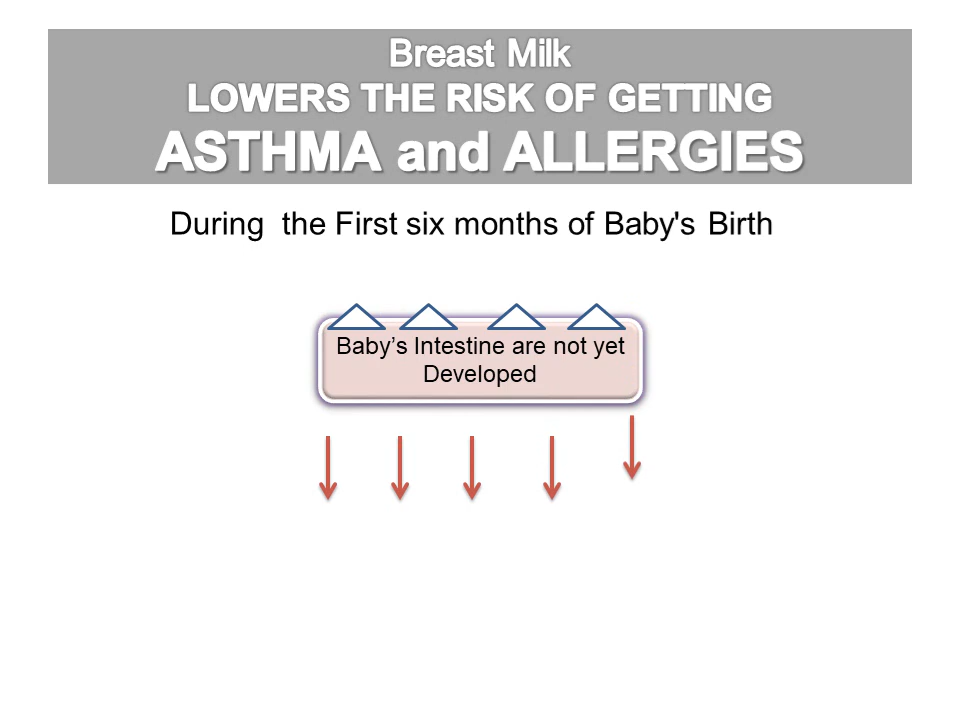 Breast Milk
LOWERS THE RISK OF GETTING
ASTHMA and ALLERGIES
During  the First six months of Baby's Birth
Baby’s Intestine are not yet
Developed